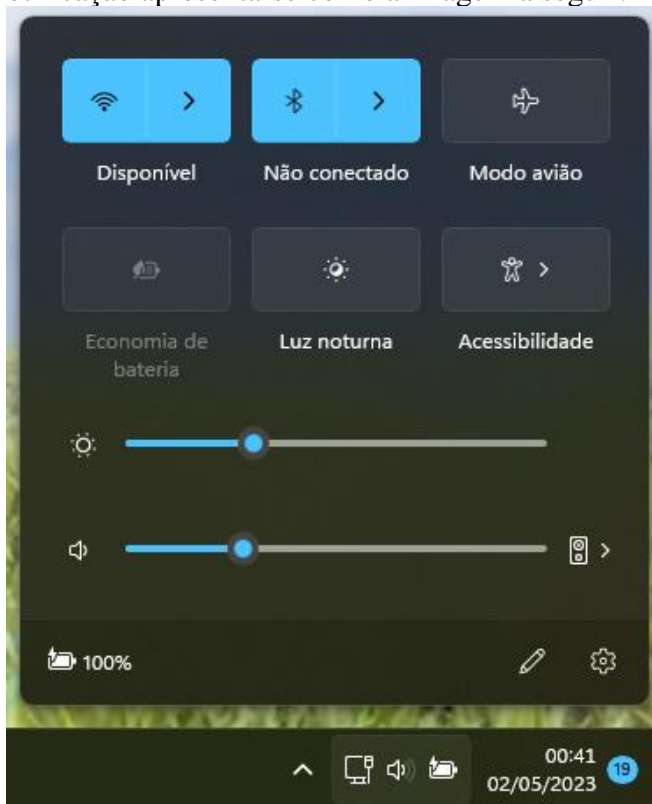 Disponível Não conectado Modo avião
Economia de bateria Luz noturna Acessibilidade
100%
00:41
02/05/2023 19